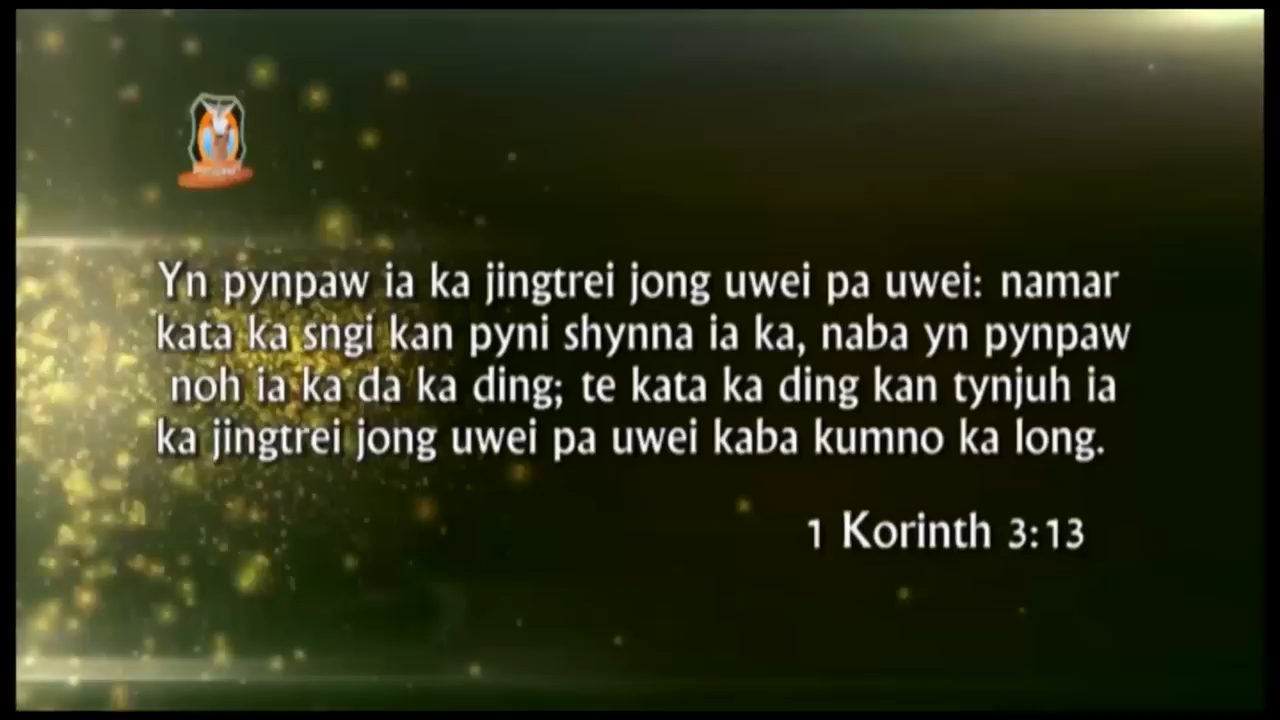 Yn pynpaw ia ka jingtrei jong uwei pa uwei: namar
kata ka sngi kan pyni shynna ia ka, naba yn pynpaw
noh ia ka da ka ding; te kata ka ding kan tynjuh ia
ka jingtrei jong uwei pa uwei kaba kumno ka long.
1 Korinth 3:13